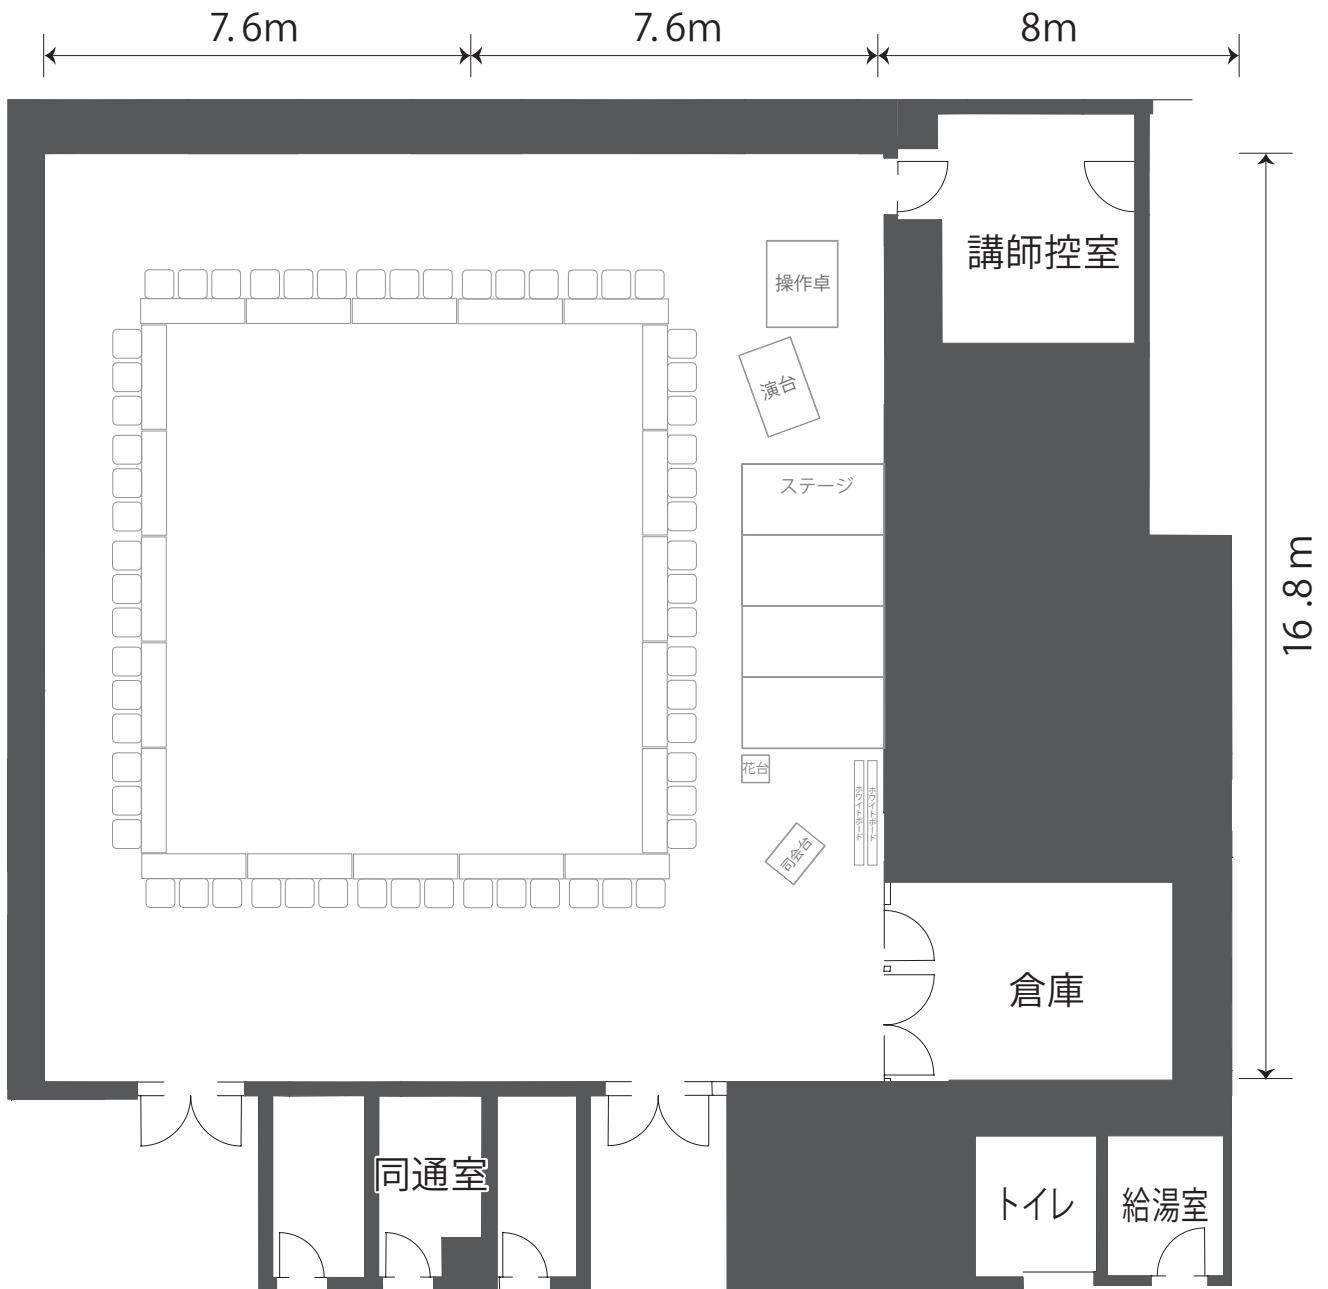 7.6m
7.6m
8m
講師控室
操作卓
演台
ステージ
16.8m
花台
ホワイトボード
ホワイトボード
司会台
倉庫
同通室
トイレ
給湯室